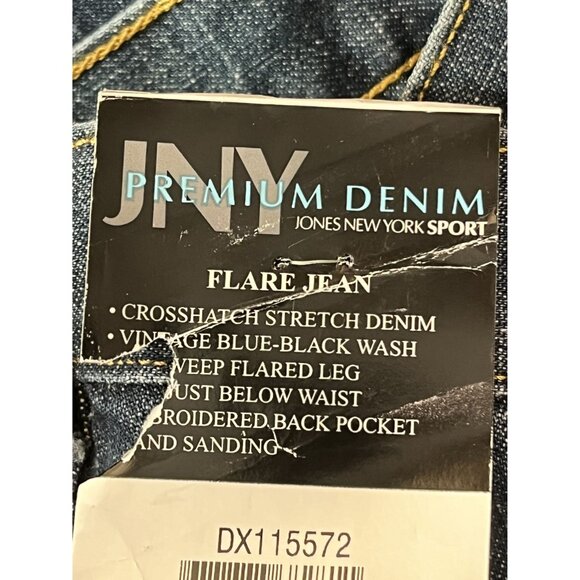 JNY
PREMIUM DENIM
JONES NEW YORK SPORT
FLARE JEAN
• CROSSHATCH STRETCH DENIM
• VINTAGE BLUE-BLACK WASH
WEEP FLARED LEG
UST BELOW WAIST
BROIDERED BACK POCKET
AND SANDING
DX115572